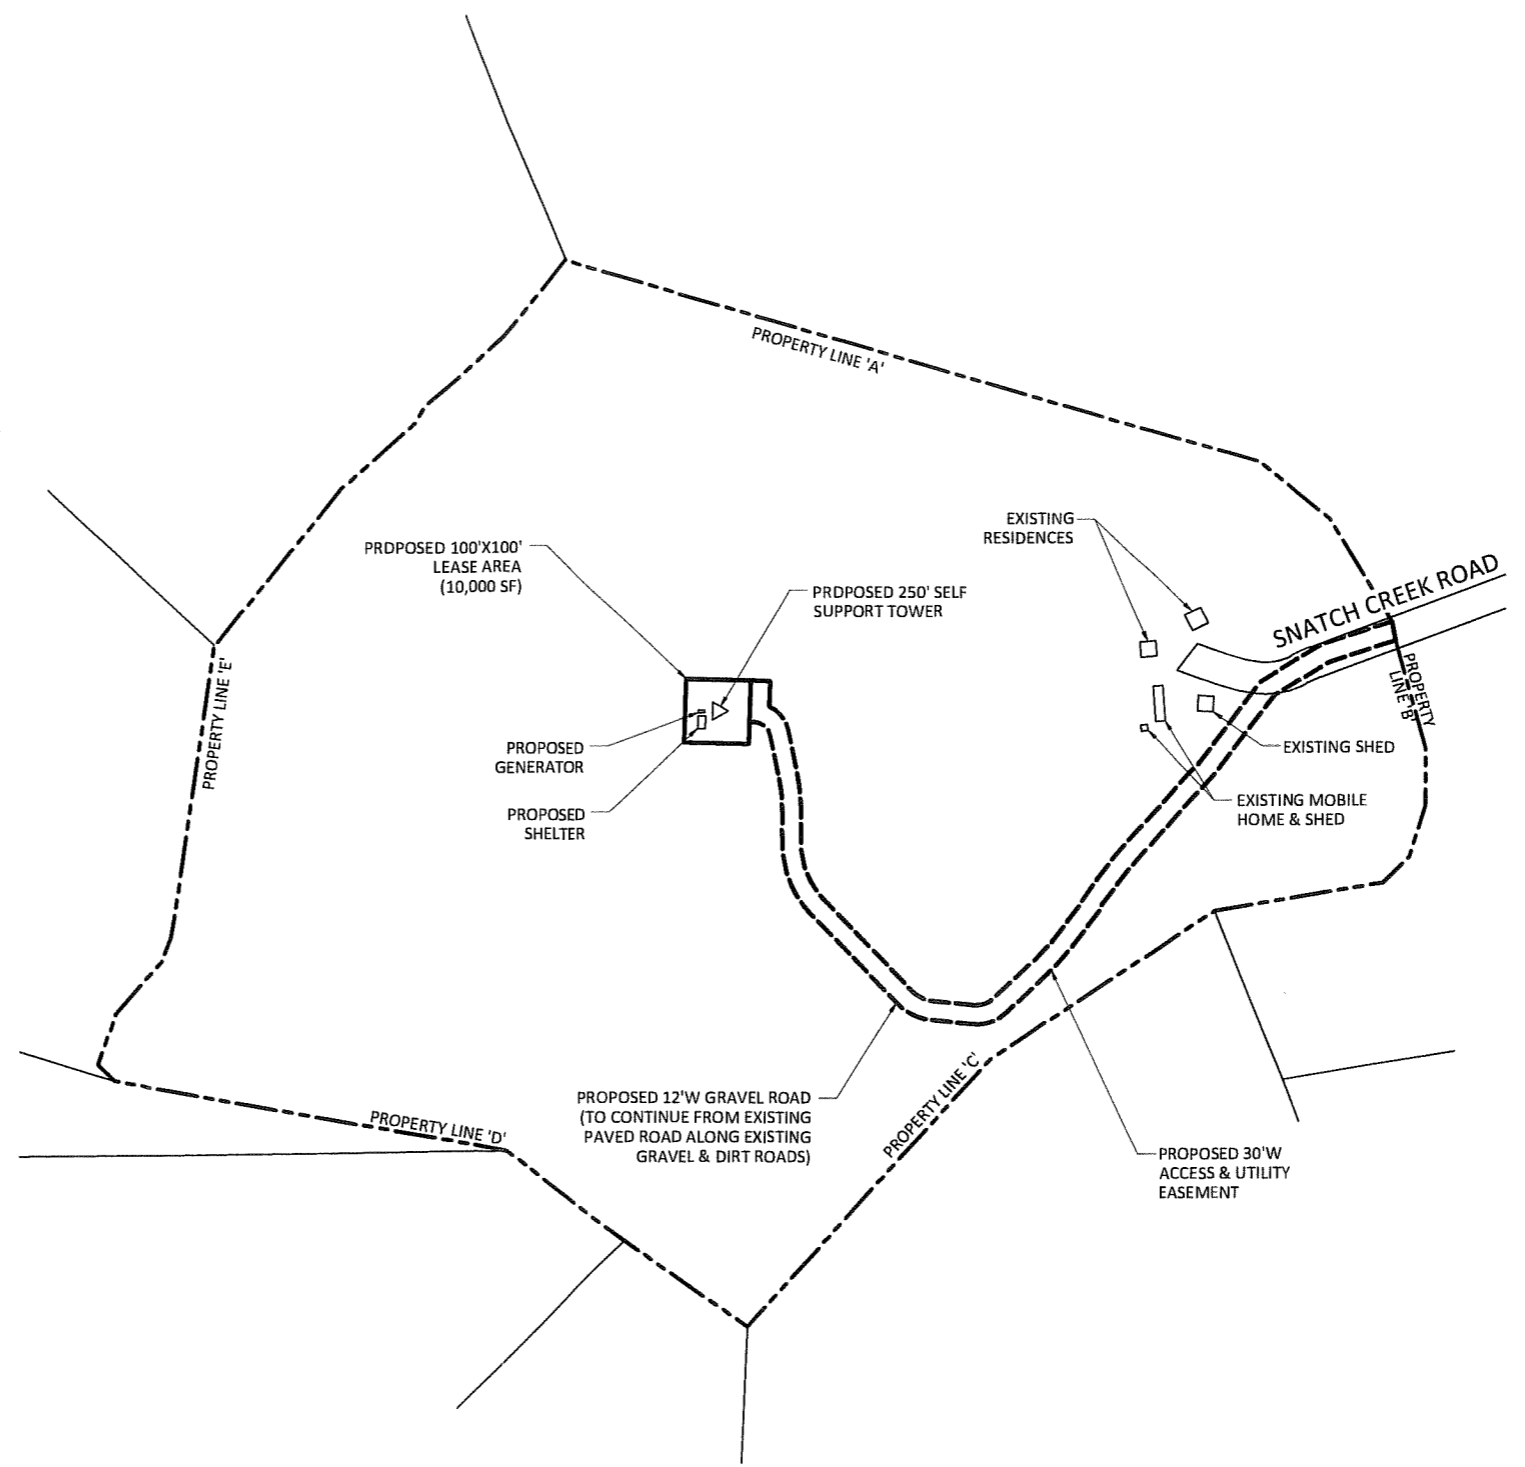 PROPERTY LINE 'A'
EXISTING
RESIDENCES
PROPOSED 100'X100'
LEASE AREA
(10,000 SF)
PROPOSED 250' SELF
SUPPORT TOWER
SNATCH CREEK ROAD
PROPERTY LINE 'E'
PROPERTY
LINE 'B'
PROPOSED
GENERATOR
EXISTING SHED
PROPOSED
SHELTER
EXISTING MOBILE
HOME & SHED
PROPERTY LINE 'C'
PROPOSED 12'W GRAVEL ROAD
(TO CONTINUE FROM EXISTING
PAVED ROAD ALONG EXISTING
GRAVEL & DIRT ROADS)
PROPERTY LINE 'D'
PROPOSED 30'W
ACCESS & UTILITY
EASEMENT